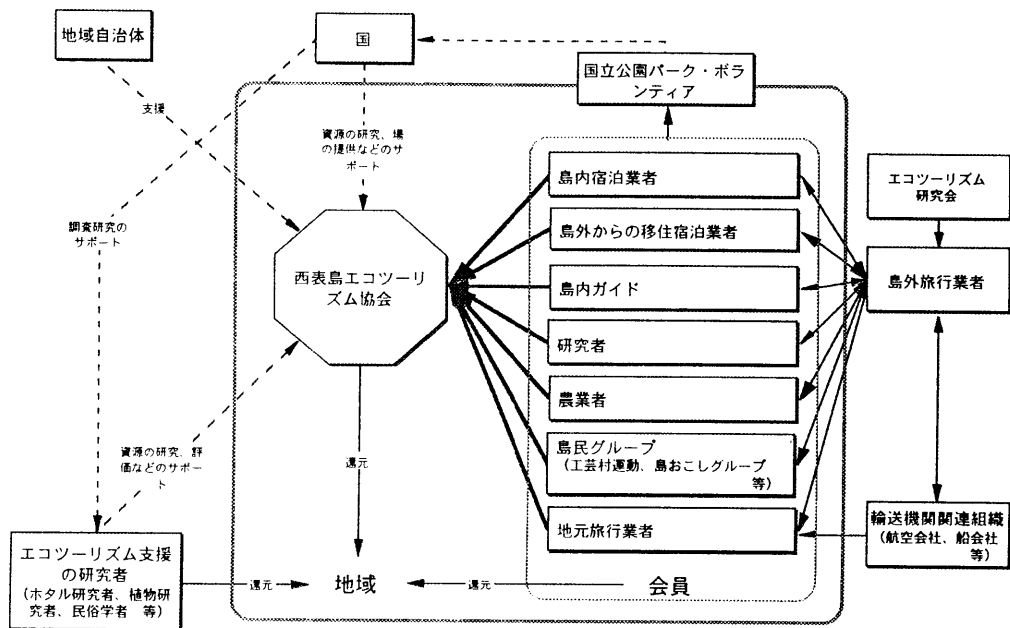 地域自治体
国
国立公園パーク・ボラ
ンティア
支援
資源の研究、場
の提供などのサ
ポート
調査研究の
サポート
島内宿泊業者
島外からの移住宿泊業者
島内ガイド
研究者
農業者
島民グループ
（工芸村運動、島おこしグループ
等）
地元旅行業者
エコツーリズム
研究会
島外旅行業者
西表島エコツーリ
ズム協会
資源の研究、評
価などのサポー
ト
還元
輸送機関関連組織
（航空会社、船会社
等）
エコツーリズム支援
の研究者
（ホタル研究者、植物研
究者、民俗学者　等）
還元
地域
還元
会員